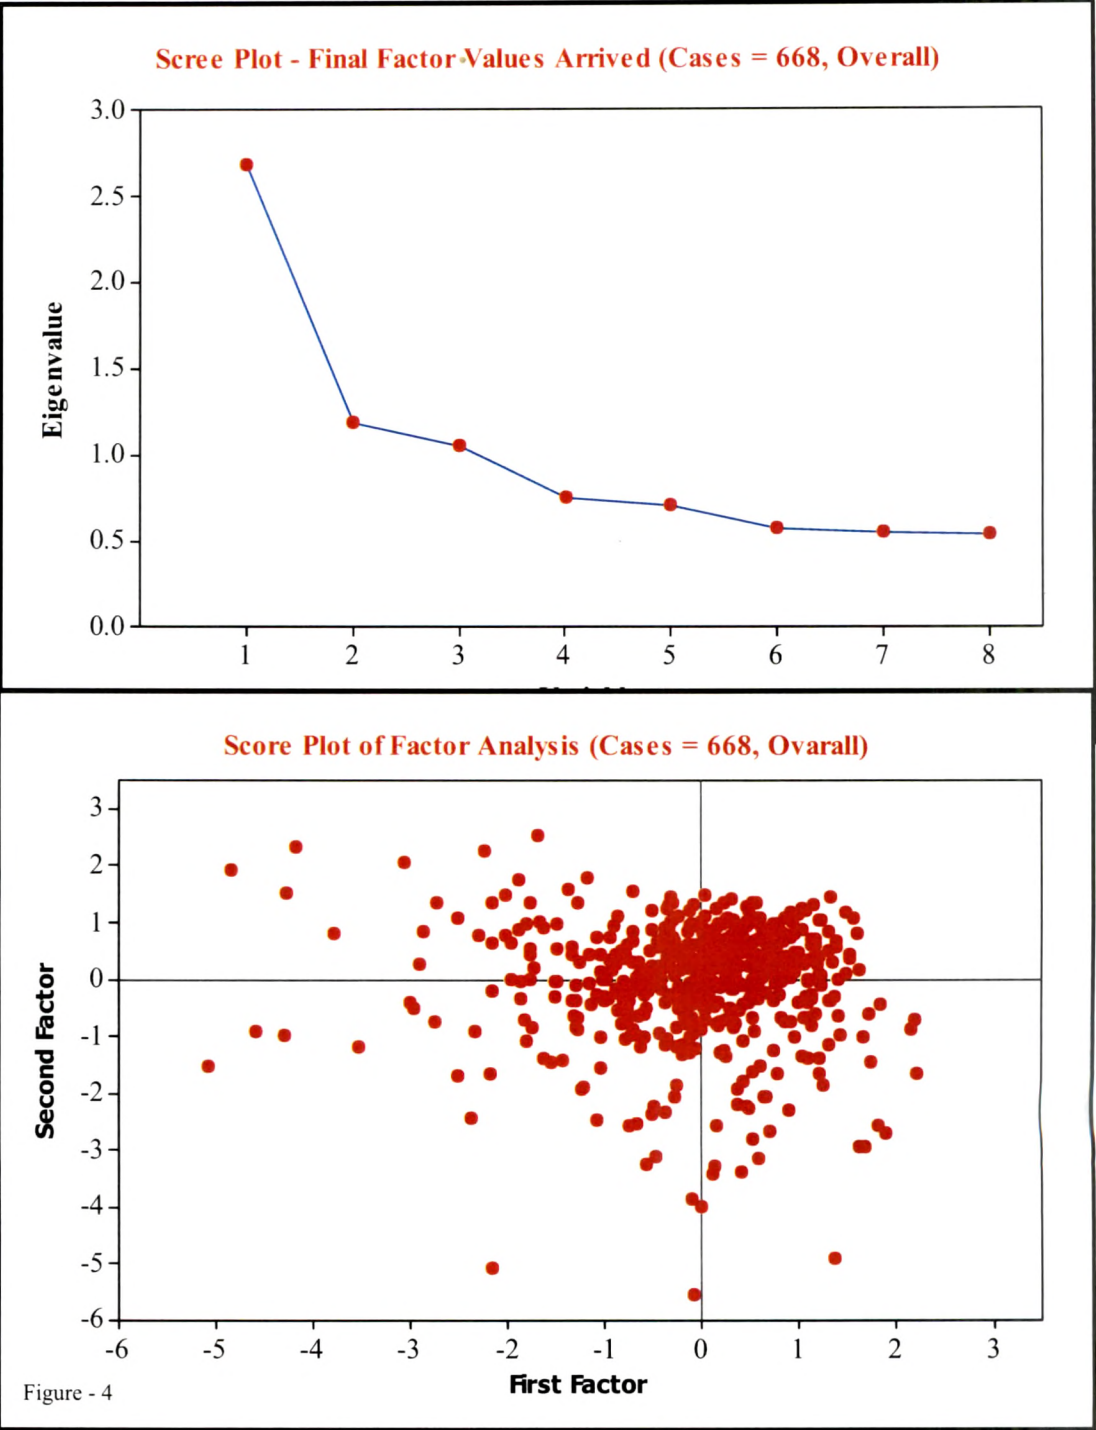 Scree Plot - Final Factor Values Arrived (Cases = 668, Overall)
3.0
2.5
2.0
1.5
1.0
0.5
0.0
Eigenvalue
1 2 3 4 5 6 7 8
Score Plot of Factor Analysis (Cases = 668, Ovarall)
3
2
1
0
-1
-2
-3
-4
-5
-6
Second Factor
-6 -5 -4 -3 -2 -1 0 1 2 3
First Factor
Figure - 4